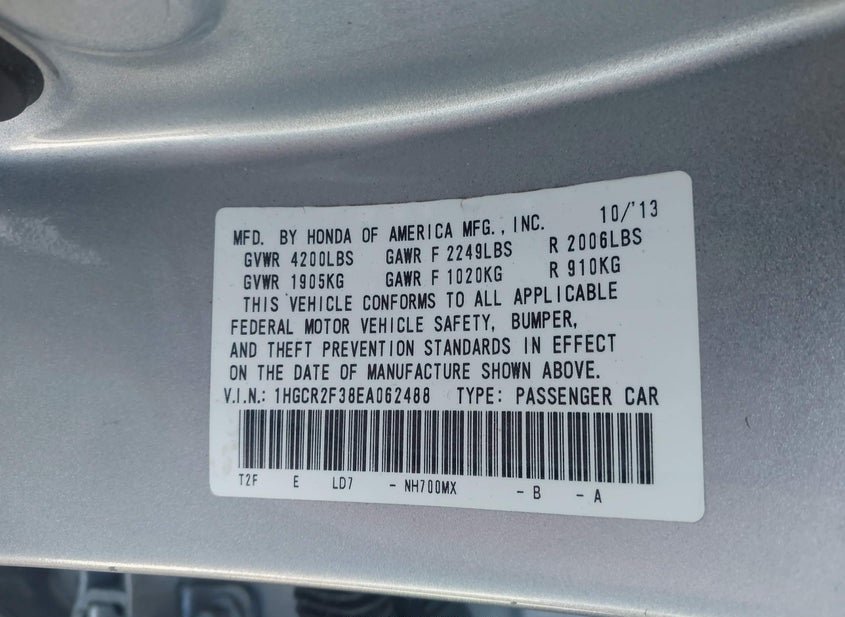 MFD. BY HONDA OF AMERICA MFG., INC. 10/'13
GVWR 4200LBS GAWR F 2249LBS R 2006LBS
GVWR 1905KG GAWR F 1020KG R 910KG
THIS VEHICLE CONFORMS TO ALL APPLICABLE
FEDERAL MOTOR VEHICLE SAFETY, BUMPER,
AND THEFT PREVENTION STANDARDS IN EFFECT
ON THE DATE OF MANUFACTURE SHOWN ABOVE.
V.I.N.: 1HGCR2F38EA062488 TYPE: PASSENGER CAR
T2F E LD7 - NH700MX - B - A